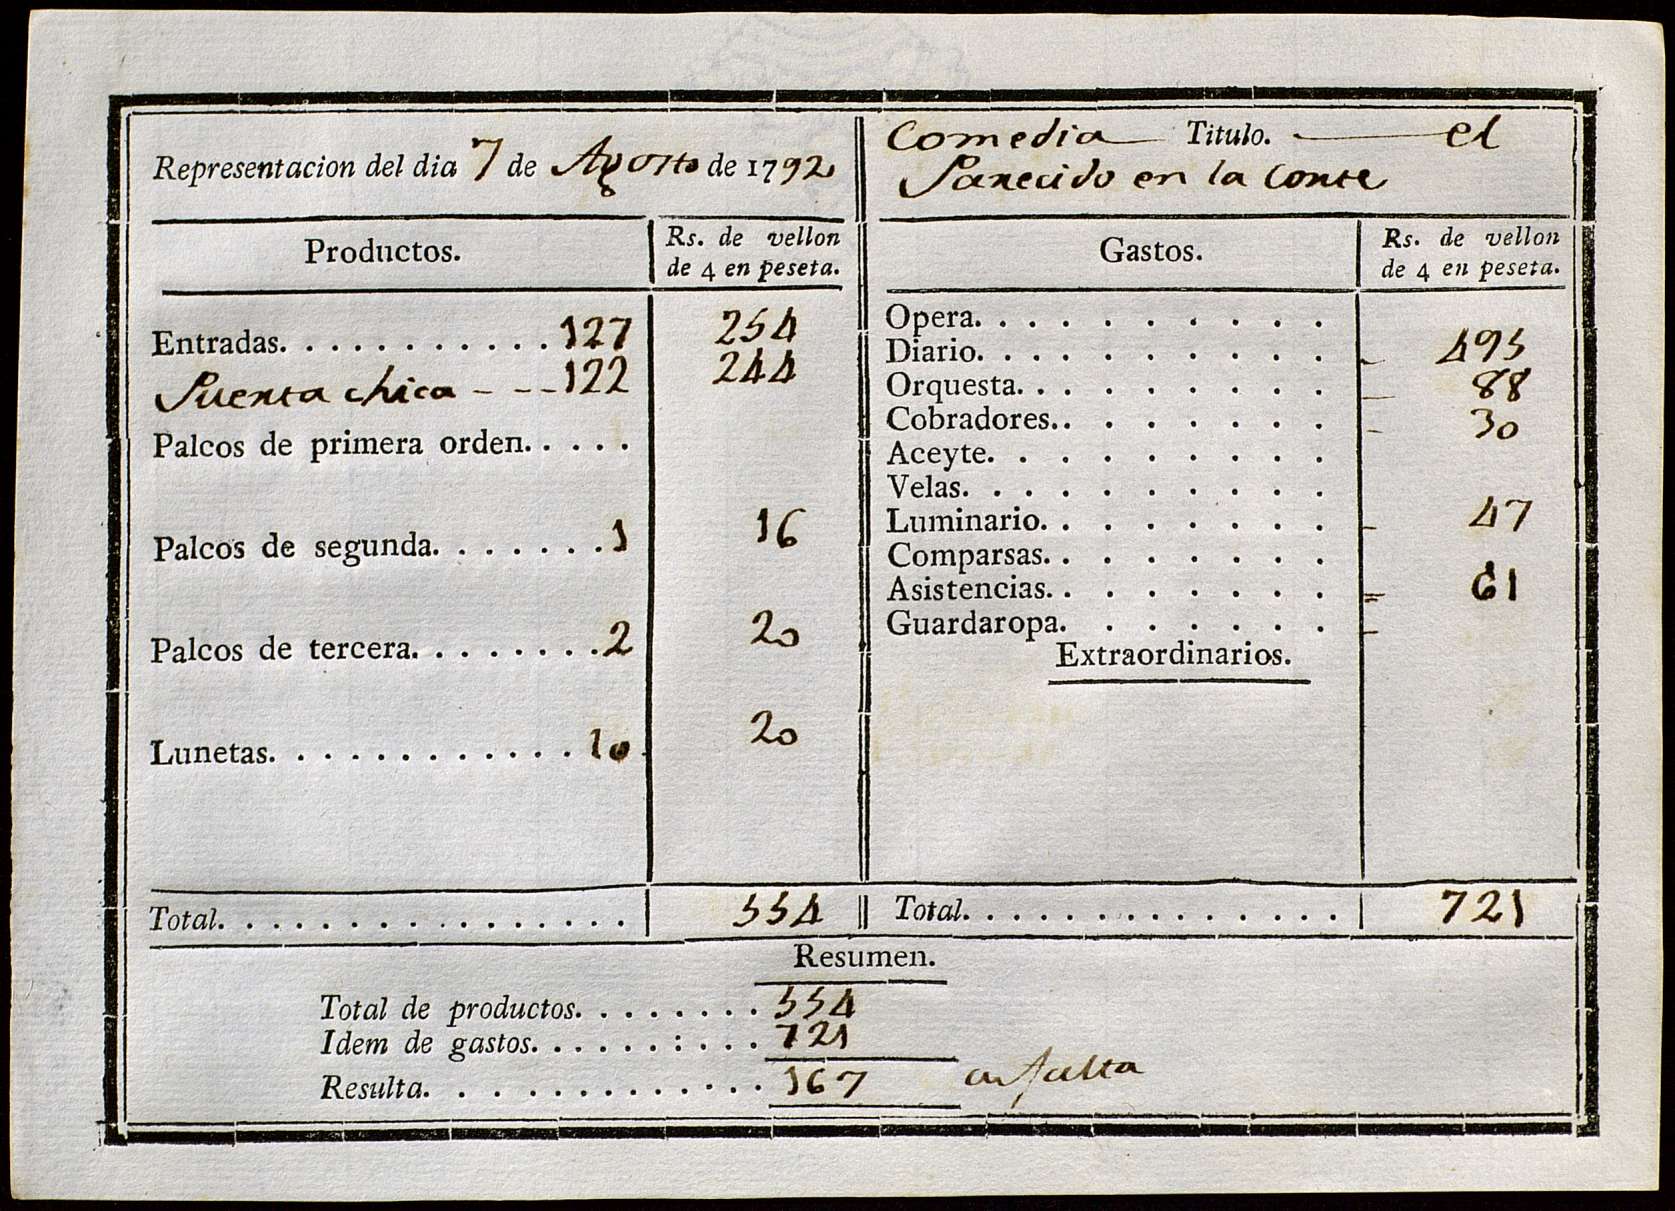 Representacion del dia 7 de Agosto de 1792
Comedia Titulo. el
Parecido en la Corte
Productos.
Rs. de vellon
de 4 en peseta.
Entradas. . . . . . . . . . . 127 254
Puerta chica - - - 122 244
Palcos de primera orden. . . . .
Palcos de segunda. . . . . . . 1 16
Palcos de tercera. . . . . . . . 2 20
Lunetas. . . . . . . . . . . . 10 20
Total. . . . . . . . . . . . . . . . 554
Gastos.
Rs. de vellon
de 4 en peseta.
Opera. . . . . . . . . .
Diario. . . . . . . . . . 495
Orquesta. . . . . . . . . 88
Cobradores. . . . . . . . 30
Aceyte. . . . . . . . .
Velas. . . . . . . . . .
Luminario. . . . . . . . 47
Comparsas. . . . . . . .
Asistencias. . . . . . . . 61
Guardaropa. . . . . . .
Extraordinarios.
Total. . . . . . . . . . . . . . . 721
Resumen.
Total de productos. . . . . . . . 554
Idem de gastos. . . . . . : . . . 721
Resulta. . . . . . . . . . . . . 167 en falta